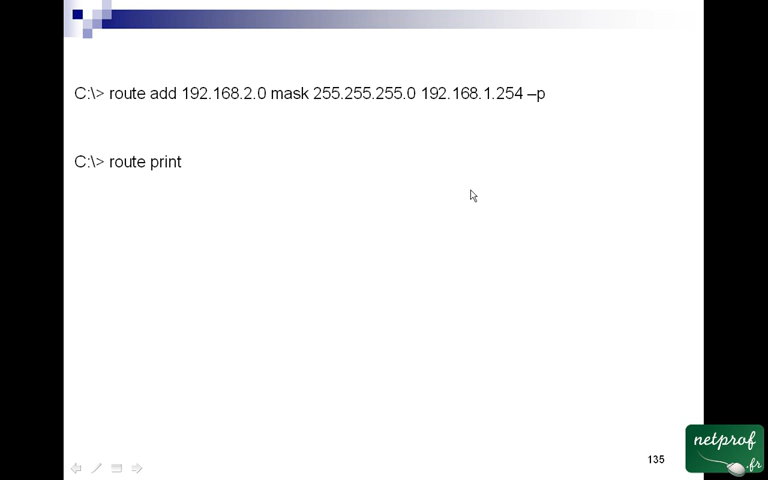 C:\> route add 192.168.2.0 mask 255.255.255.0 192.168.1.254 –p
C:\> route print
135
netprof
.fr